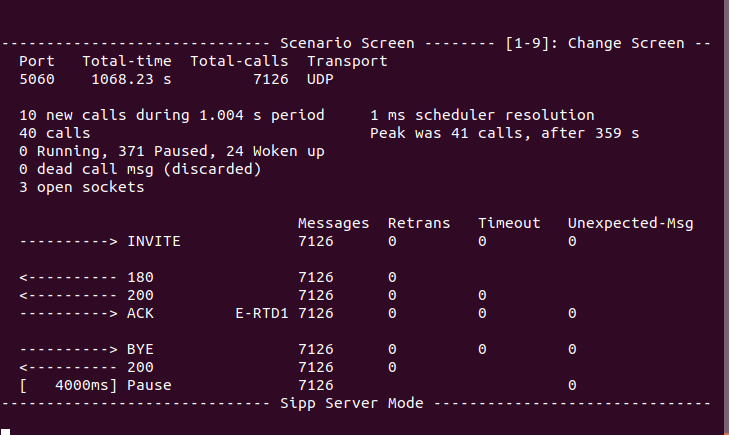 ------------------------------ Scenario Screen -------- [1-9]: Change Screen --
  Port   Total-time  Total-calls  Transport
  5060    1068.23 s         7126  UDP

  10 new calls during 1.004 s period     1 ms scheduler resolution
  40 calls                               Peak was 41 calls, after 359 s
  0 Running, 371 Paused, 24 Woken up
  0 dead call msg (discarded)
  3 open sockets

                                 Messages  Retrans   Timeout   Unexpected-Msg
  ----------> INVITE             7126      0         0         0

  <---------- 180                7126      0
  <---------- 200                7126      0         0
  ----------> ACK         E-RTD1 7126      0         0         0

  ----------> BYE                7126      0         0         0
  <---------- 200                7126      0
  [   4000ms] Pause              7126                          0
------------------------------ Sipp Server Mode -------------------------------